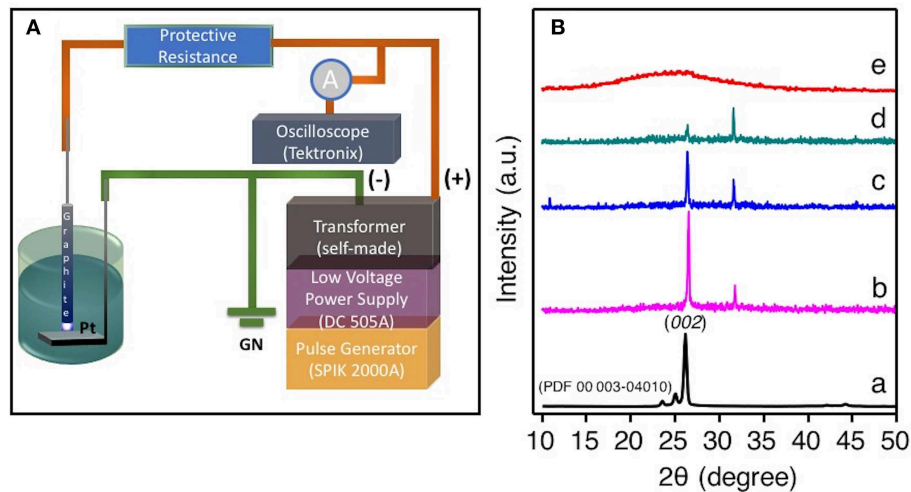 A
Protective
Resistance
A
Oscilloscope
(Tektronix)
(-)
(+)
Transformer
(self-made)
Low Voltage
Power Supply
(DC 505A)
Pulse Generator
(SPIK 2000A)
Graphite
Pt
GN
B
Intensity (a.u.)
e
d
c
b
(002)
(PDF 00 003-04010)
a
10 15 20 25 30 35 40 45 50
2θ (degree)